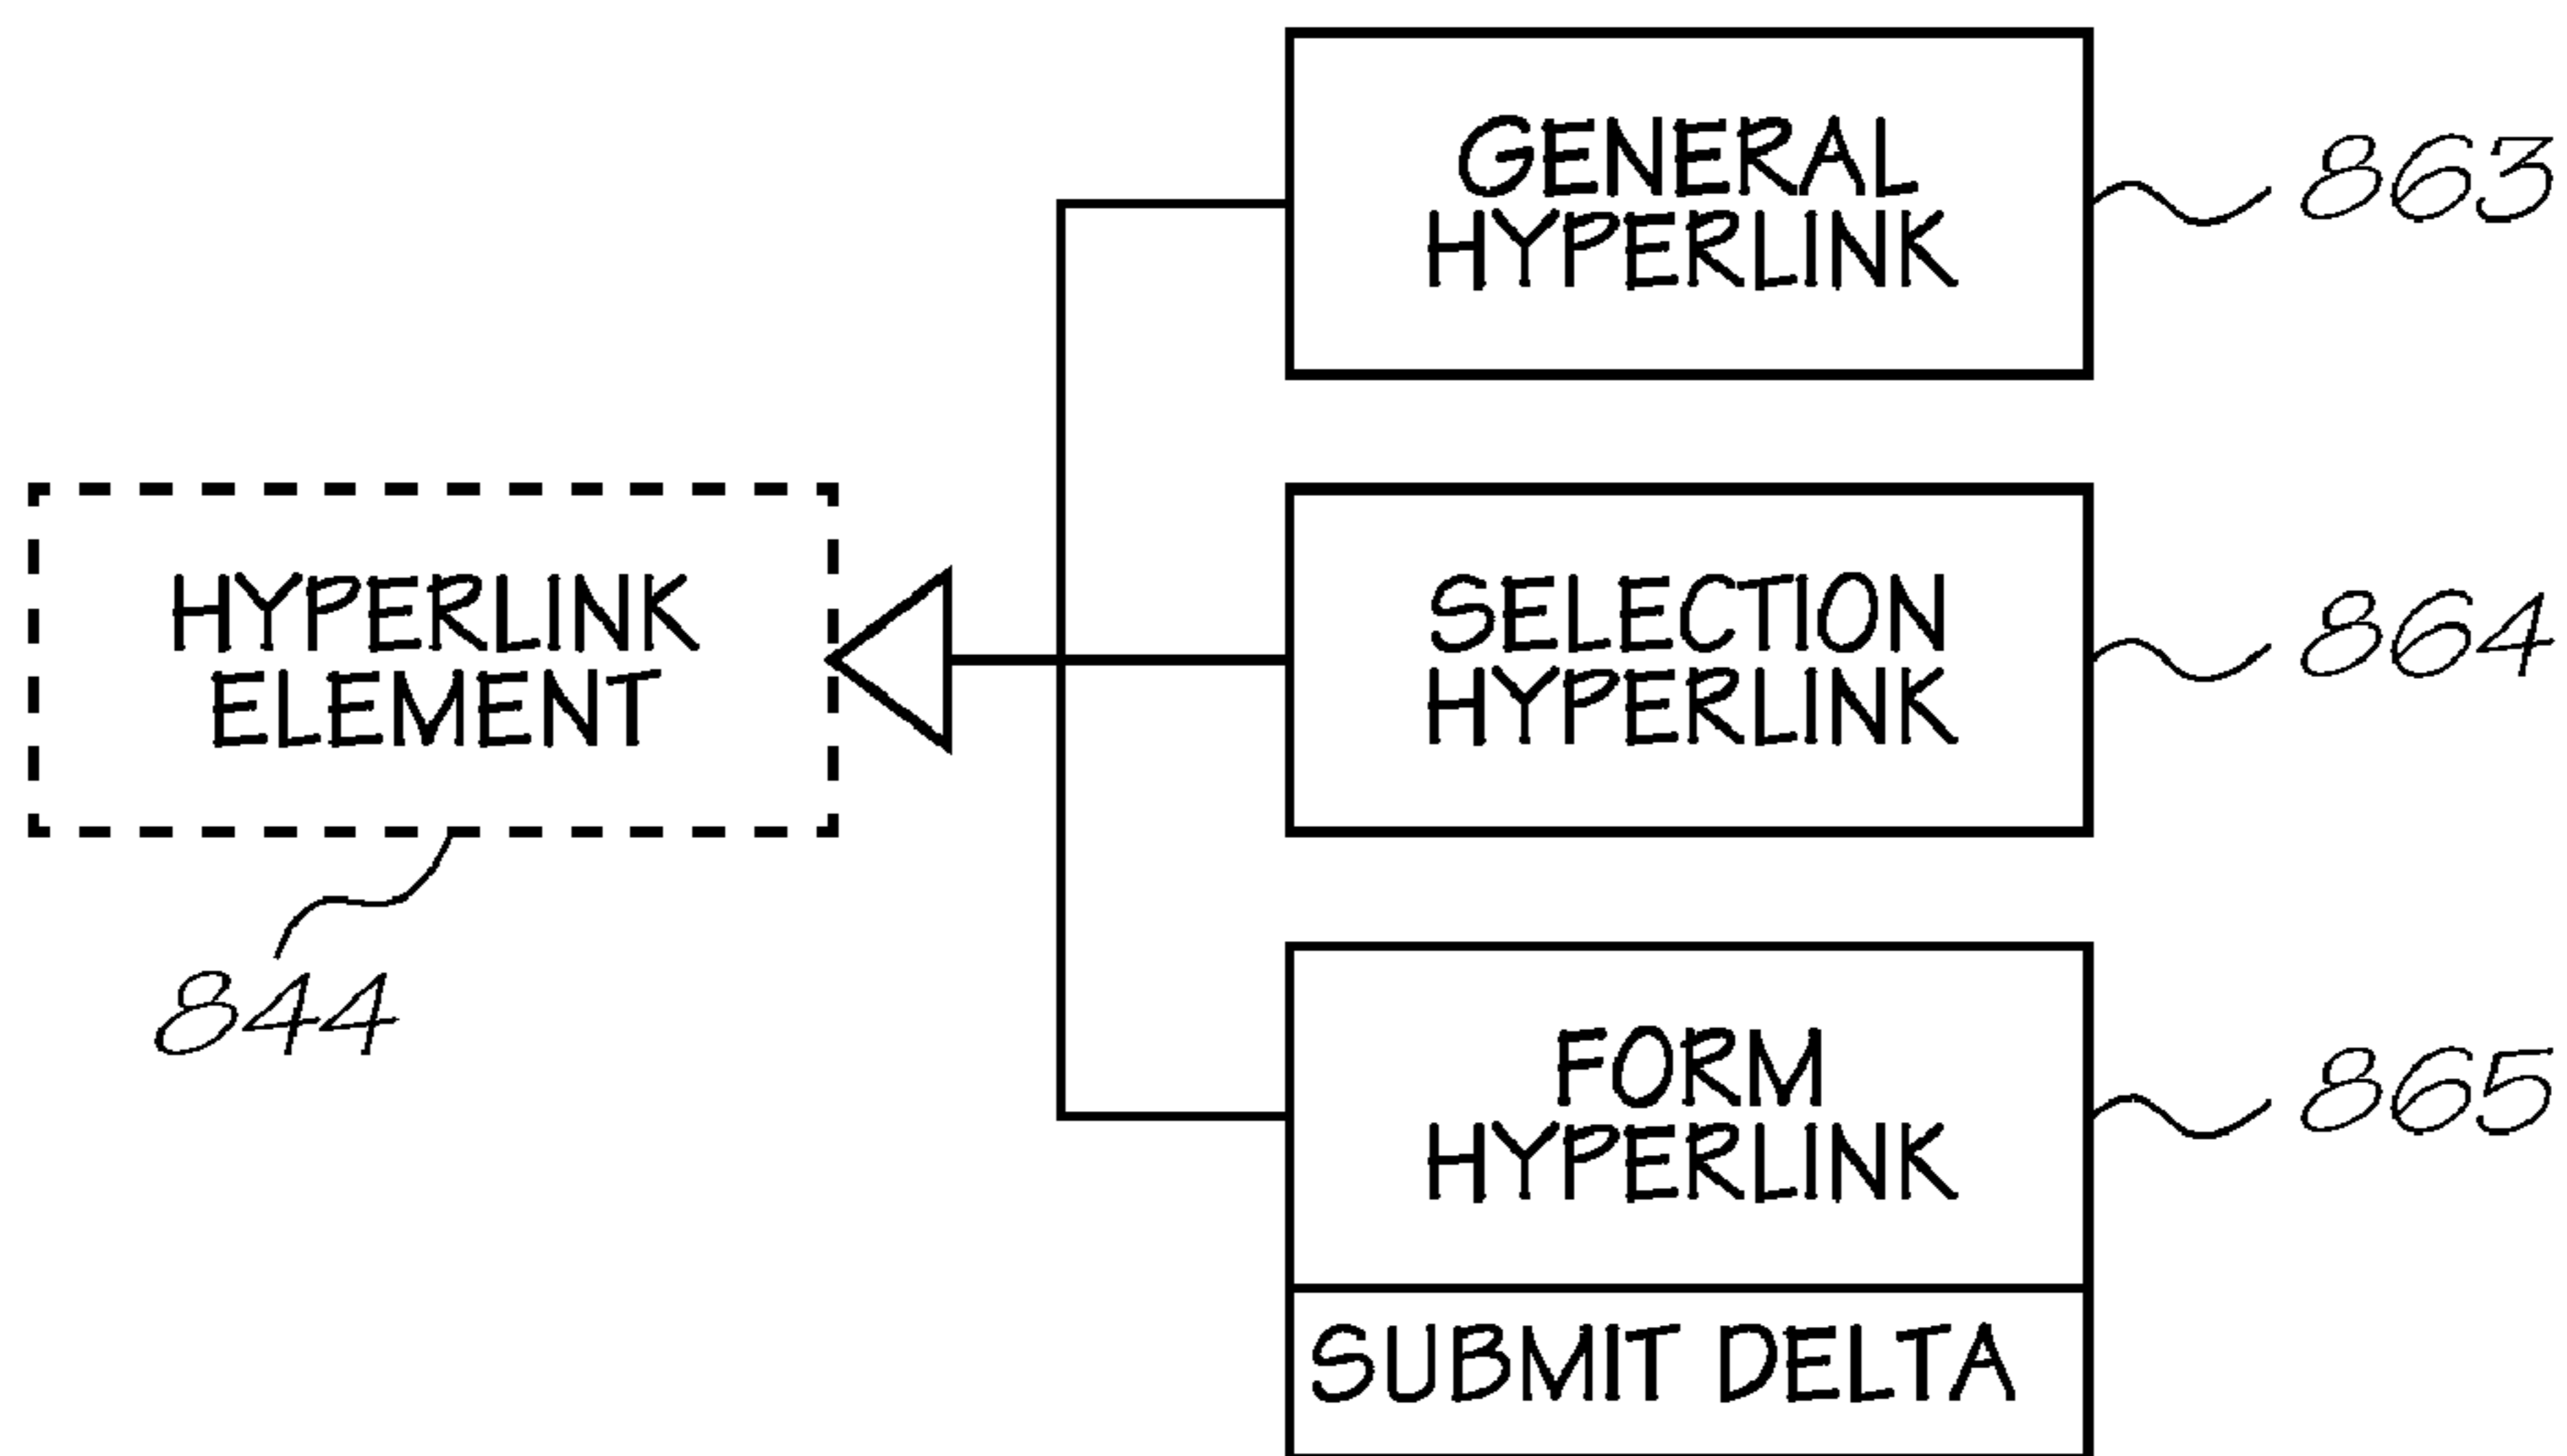 GENERAL
HYPERLINK
863
HYPERLINK
ELEMENT
844
SELECTION
HYPERLINK
864
FORM
HYPERLINK
865
SUBMIT DELTA